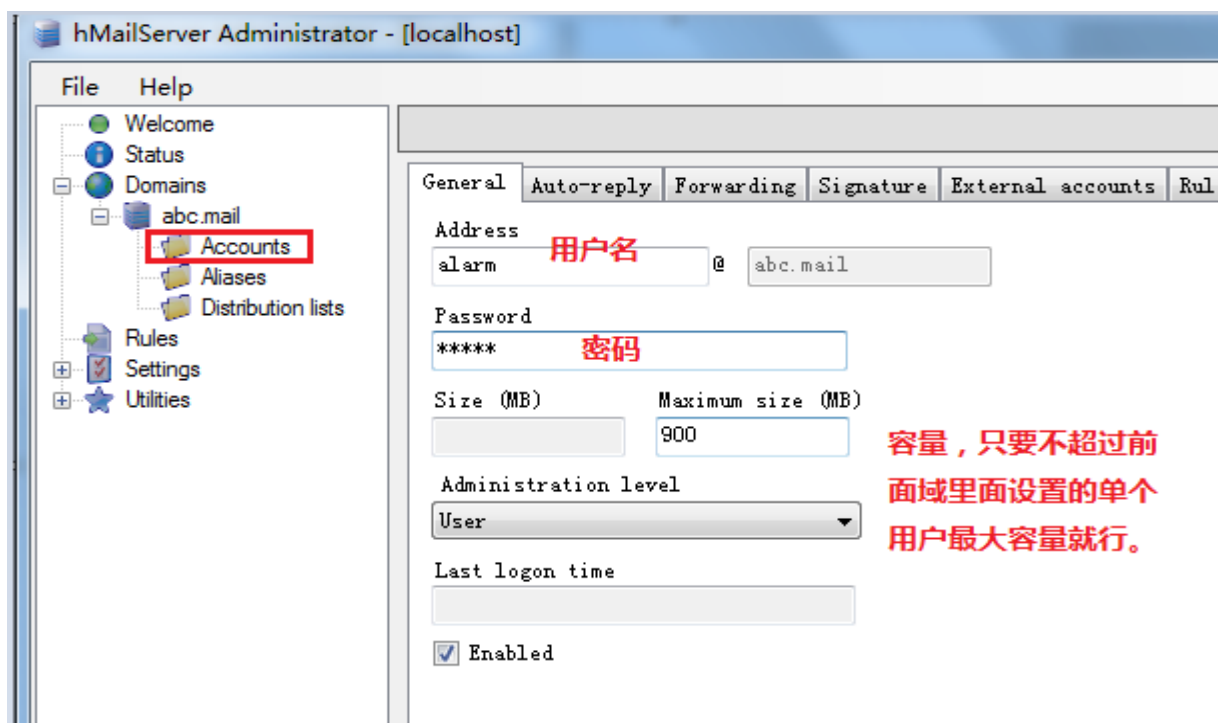 hMailServer Administrator - [localhost]
File Help
Welcome
Status
Domains
abc.mail
Accounts
Aliases
Distribution lists
Rules
Settings
Utilities
General Auto-reply Forwarding Signature External accounts Rul
Address
用户名
alarm @ abc.mail
Password
***** 密码
Size (MB) Maximum size (MB)
900
容量，只要不超过前
面域里面设置的单个
用户最大容量就行。
Administration level
User
Last logon time
Enabled